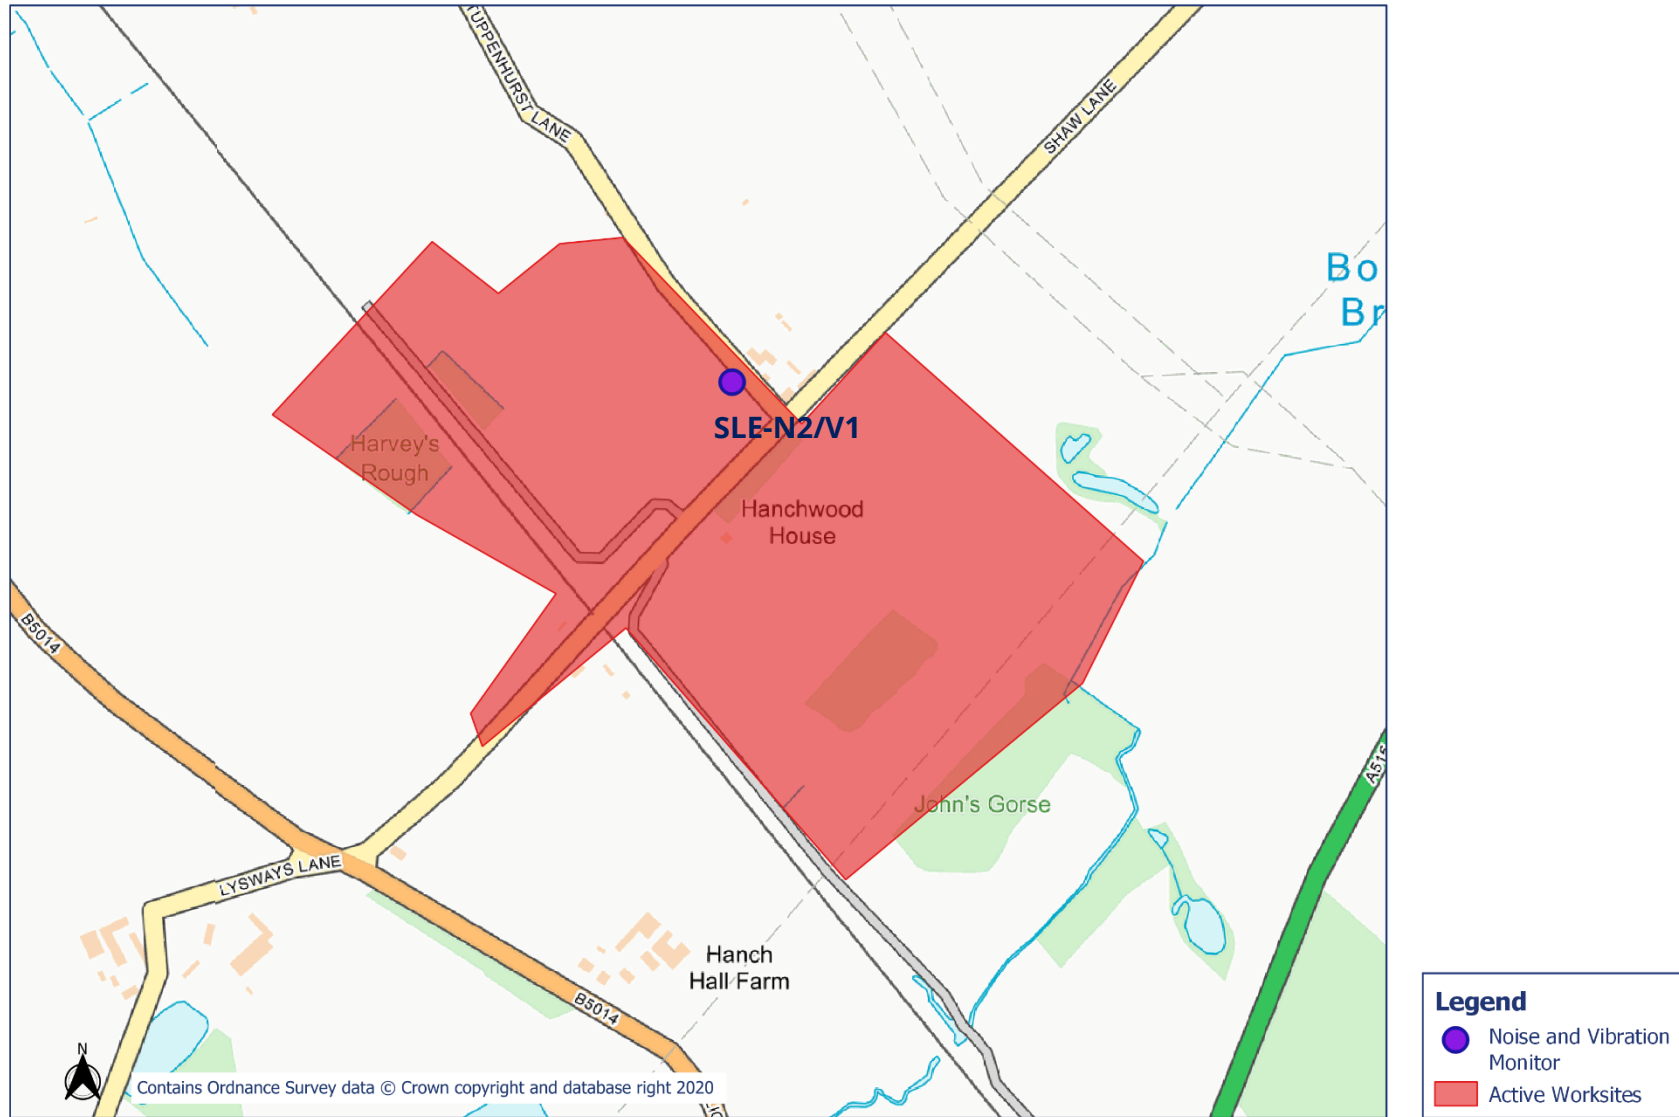 TUPPENHURST LANE
SHAW LANE
Bo
Br
SLE-N2/V1
Harvey's
Rough
Hanchwood
House
B5014
A515
John's Gorse
LYSWAYS LANE
Hanch
Hall Farm
B5014
N
Contains Ordnance Survey data © Crown copyright and database right 2020
Legend
Noise and Vibration
Monitor
Active Worksites